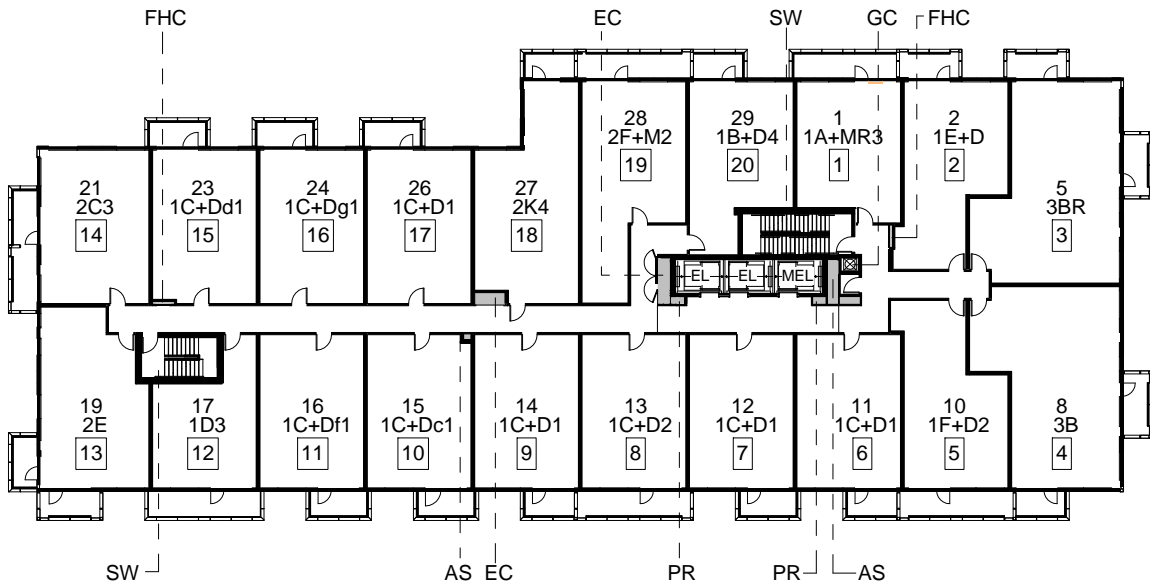 FHC
EC
SW
GC
FHC
28
2F+M2
19
29
1B+D4
20
1
1A+MR3
1
2
1E+D
2
21
2C3
14
23
1C+Dd1
15
24
1C+Dg1
16
26
1C+D1
17
27
2K4
18
5
3BR
3
EL
EL
MEL
19
2E
13
17
1D3
12
16
1C+Df1
11
15
1C+Dc1
10
14
1C+D1
9
13
1C+D2
8
12
1C+D1
7
11
1C+D1
6
10
1F+D2
5
8
3B
4
SW
AS
EC
PR
PR
AS